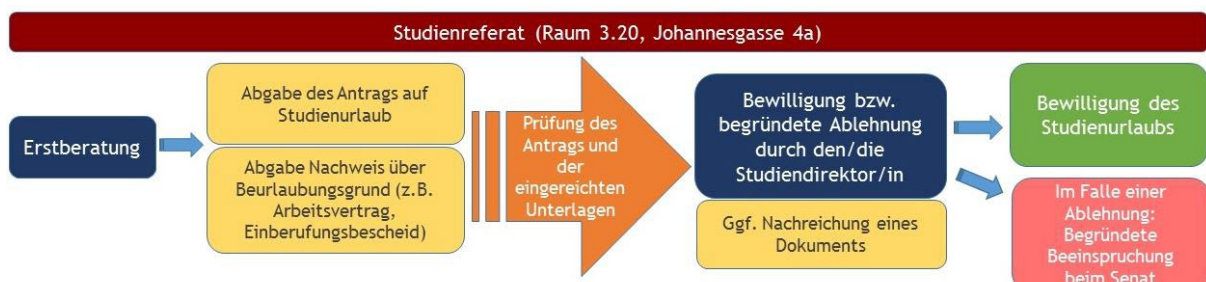 Studienreferat (Raum 3.20, Johannesgasse 4a)
Erstberatung
Abgabe des Antrags auf
Studienurlaub
Abgabe Nachweis über
Beurlaubungsgrund (z.B.
Arbeitsvertrag,
Einberufungsbescheid)
Prüfung des
Antrags und
der
eingereichten
Unterlagen
Bewilligung bzw.
begründete Ablehnung
durch den/die
Studiendirektor/in
Ggf. Nachreichung eines
Dokuments
Bewilligung des
Studienurlaubs
Im Falle einer
Ablehnung:
Begründete
Beeinspruchung
beim Senat